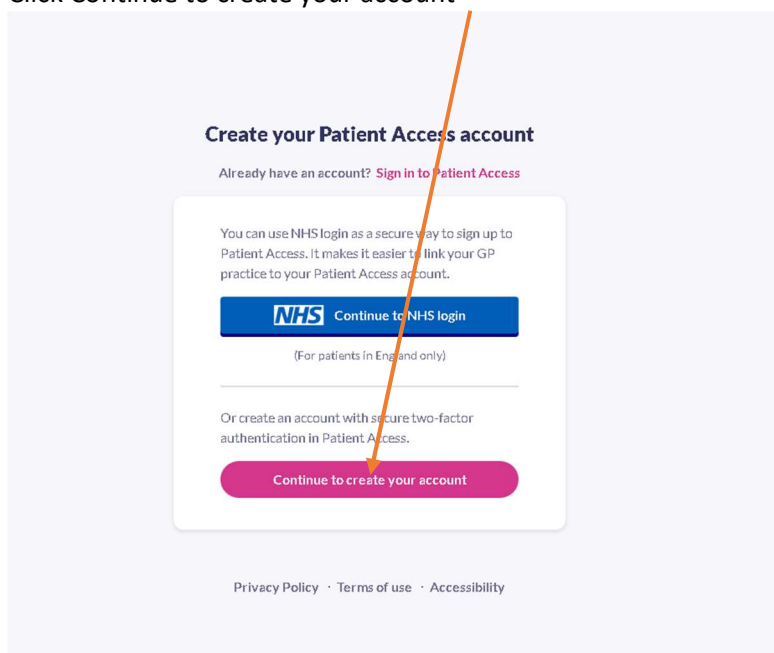 Click Continue to create your account
Create your Patient Access account
Already have an account? Sign in to Patient Access
You can use NHS login as a secure way to sign up to
Patient Access. It makes it easier to link your GP
practice to your Patient Access account.
NHS Continue to NHS login
(For patients in England only)
Or create an account with secure two-factor
authentication in Patient Access.
Continue to create your account
Privacy Policy · Terms of use · Accessibility